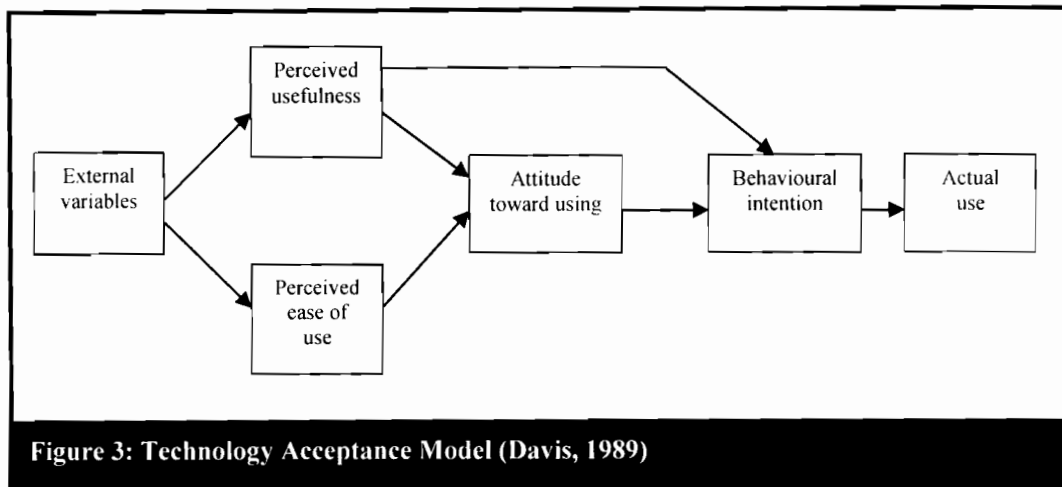 Perceived
usefulness
External
variables
Attitude
toward using
Behavioural
intention
Actual
use
Perceived
ease of
use
Figure 3: Technology Acceptance Model (Davis, 1989)